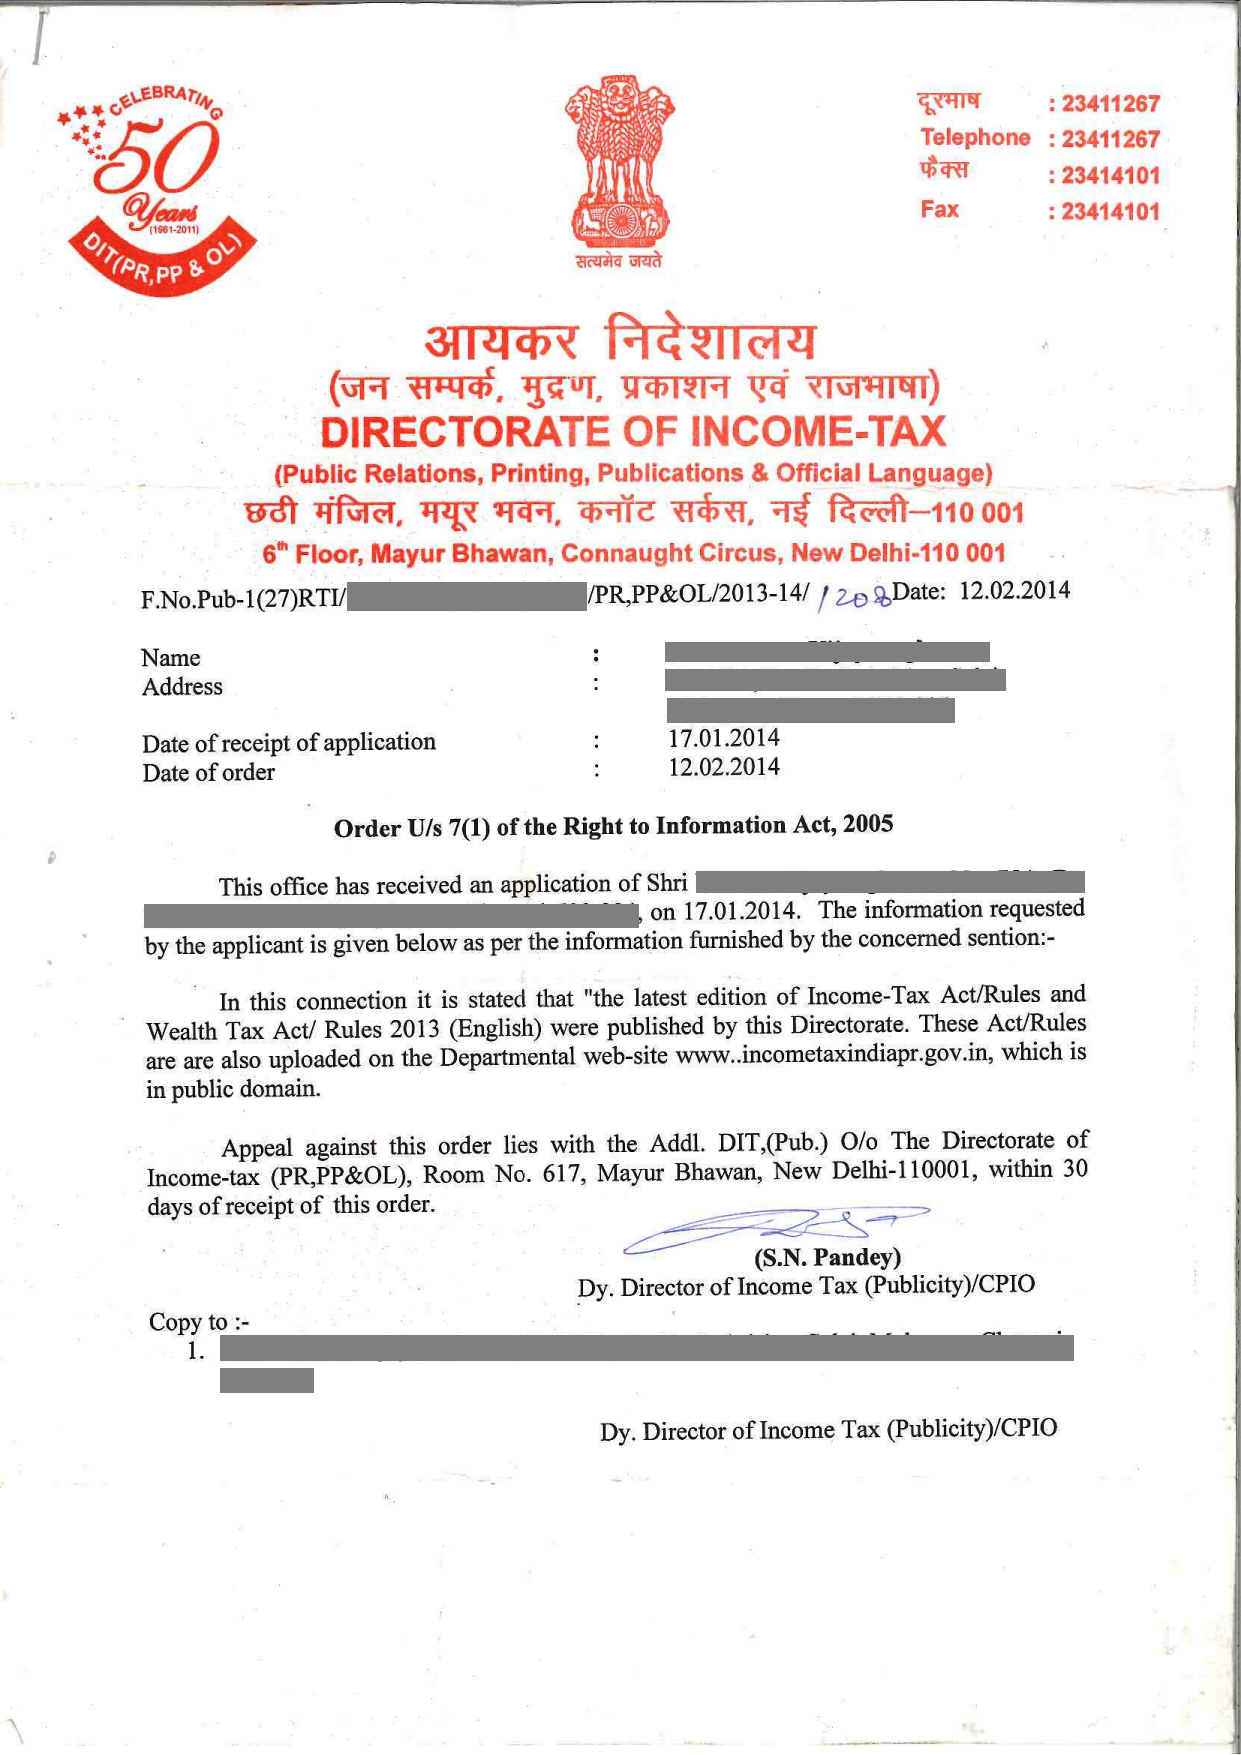 CELEBRATING
50
Years
(1961-2011)
DIT(PR,PP & OL)
सत्यमेव जयते
दूरभाष : 23411267
Telephone : 23411267
फैक्स : 23414101
Fax : 23414101
आयकर निदेशालय
(जन सम्पर्क, मुद्रण, प्रकाशन एवं राजभाषा)
DIRECTORATE OF INCOME-TAX
(Public Relations, Printing, Publications & Official Language)
छठी मंजिल, मयूर भवन, कनॉट सर्कस, नई दिल्ली–110 001
6th Floor, Mayur Bhawan, Connaught Circus, New Delhi-110 001
F.No.Pub-1(27)RTI/ /PR,PP&OL/2013-14/ 1208 Date: 12.02.2014
Name :
Address :
Date of receipt of application : 17.01.2014
Date of order : 12.02.2014
Order U/s 7(1) of the Right to Information Act, 2005
This office has received an application of Shri
, on 17.01.2014. The information requested
by the applicant is given below as per the information furnished by the concerned sention:-
In this connection it is stated that "the latest edition of Income-Tax Act/Rules and
Wealth Tax Act/ Rules 2013 (English) were published by this Directorate. These Act/Rules
are are also uploaded on the Departmental web-site www..incometaxindiapr.gov.in, which is
in public domain.
Appeal against this order lies with the Addl. DIT,(Pub.) O/o The Directorate of
Income-tax (PR,PP&OL), Room No. 617, Mayur Bhawan, New Delhi-110001, within 30
days of receipt of this order.
(S.N. Pandey)
Dy. Director of Income Tax (Publicity)/CPIO
Copy to :-
1.
Dy. Director of Income Tax (Publicity)/CPIO